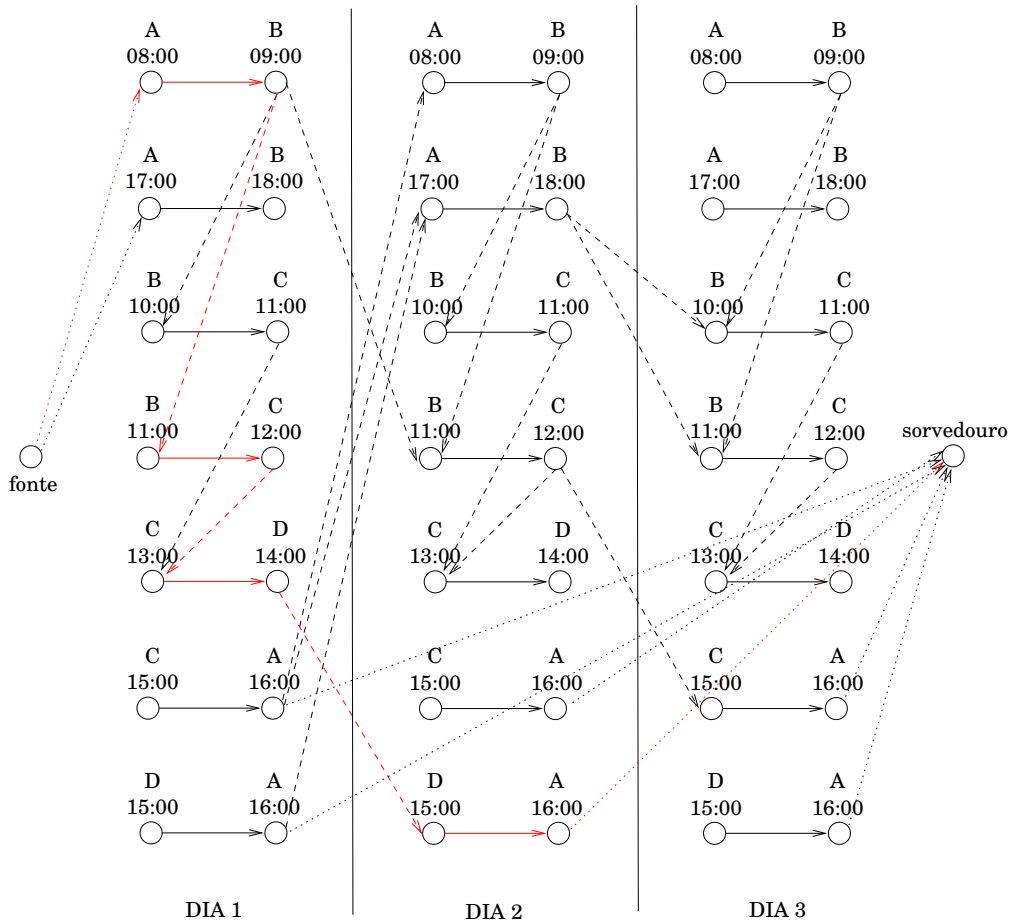 A B A B A B
08:00 09:00 08:00 09:00 08:00 09:00
A B A B A B
17:00 18:00 17:00 18:00 17:00 18:00
B C B C B C
10:00 11:00 10:00 11:00 10:00 11:00
B C B C B C
11:00 12:00 11:00 12:00 11:00 12:00
sorvedouro
fonte
C D C D C D
13:00 14:00 13:00 14:00 13:00 14:00
C A C A C A
15:00 16:00 15:00 16:00 15:00 16:00
D A D A D A
15:00 16:00 15:00 16:00 15:00 16:00
DIA 1 DIA 2 DIA 3